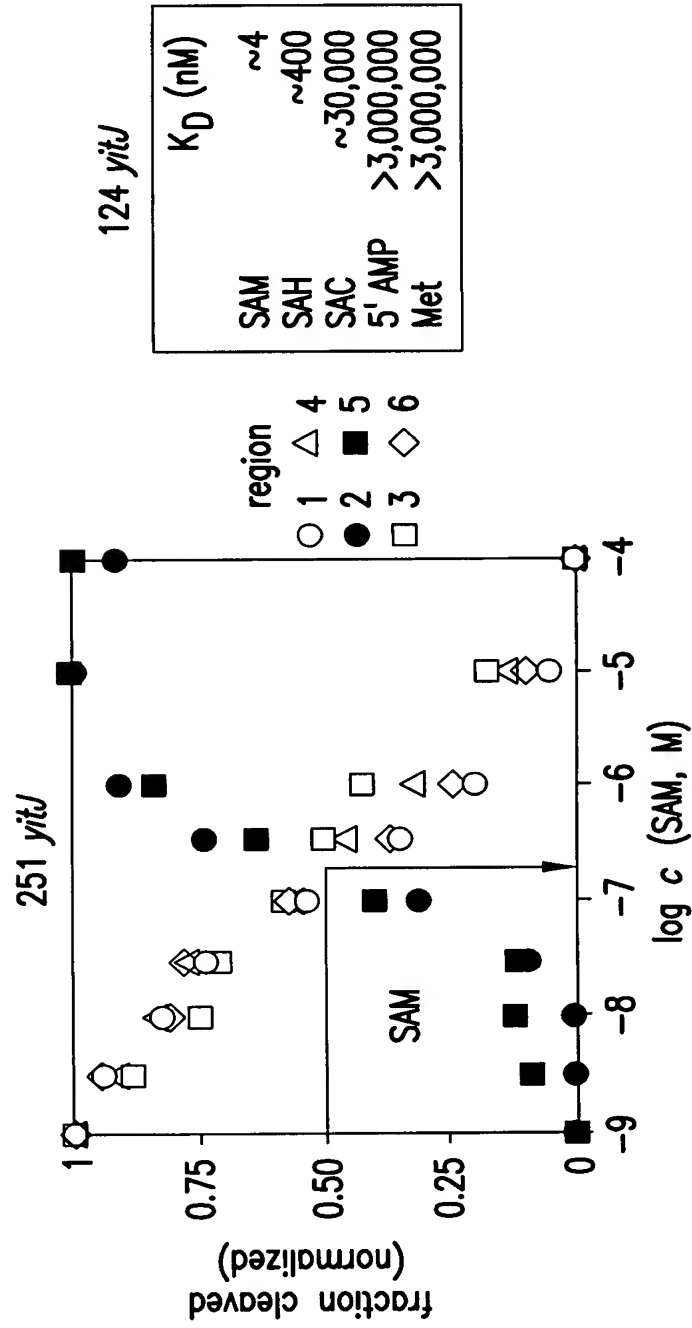 251 yitJ
fraction cleaved
(normalized)
1
0.75
0.50
0.25
0
SAM
-9
-8
-7
-6
-5
-4
log c (SAM, M)
region
1 4
2 5
3 6
124 yitJ
KD (nM)
SAM ~4
SAH ~400
SAC ~30,000
5' AMP >3,000,000
Met >3,000,000